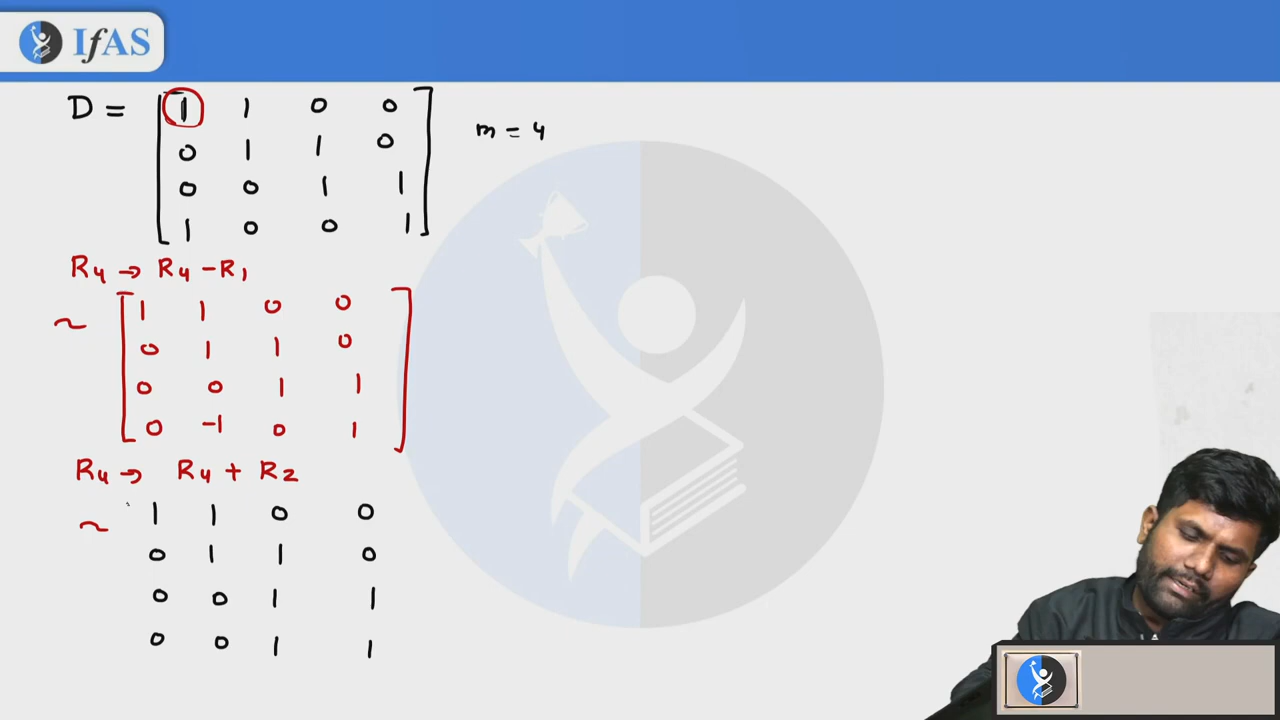 IfAS
D = [ 1 1 0 0 ] m = 4
0 1 1 0
0 0 1 1
1 0 0 1
R4 → R4 - R1
~ [ 1 1 0 0 ]
0 1 1 0
0 0 1 1
0 -1 0 1
R4 → R4 + R2
~ 1 1 0 0
0 1 1 0
0 0 1 1
0 0 1 1